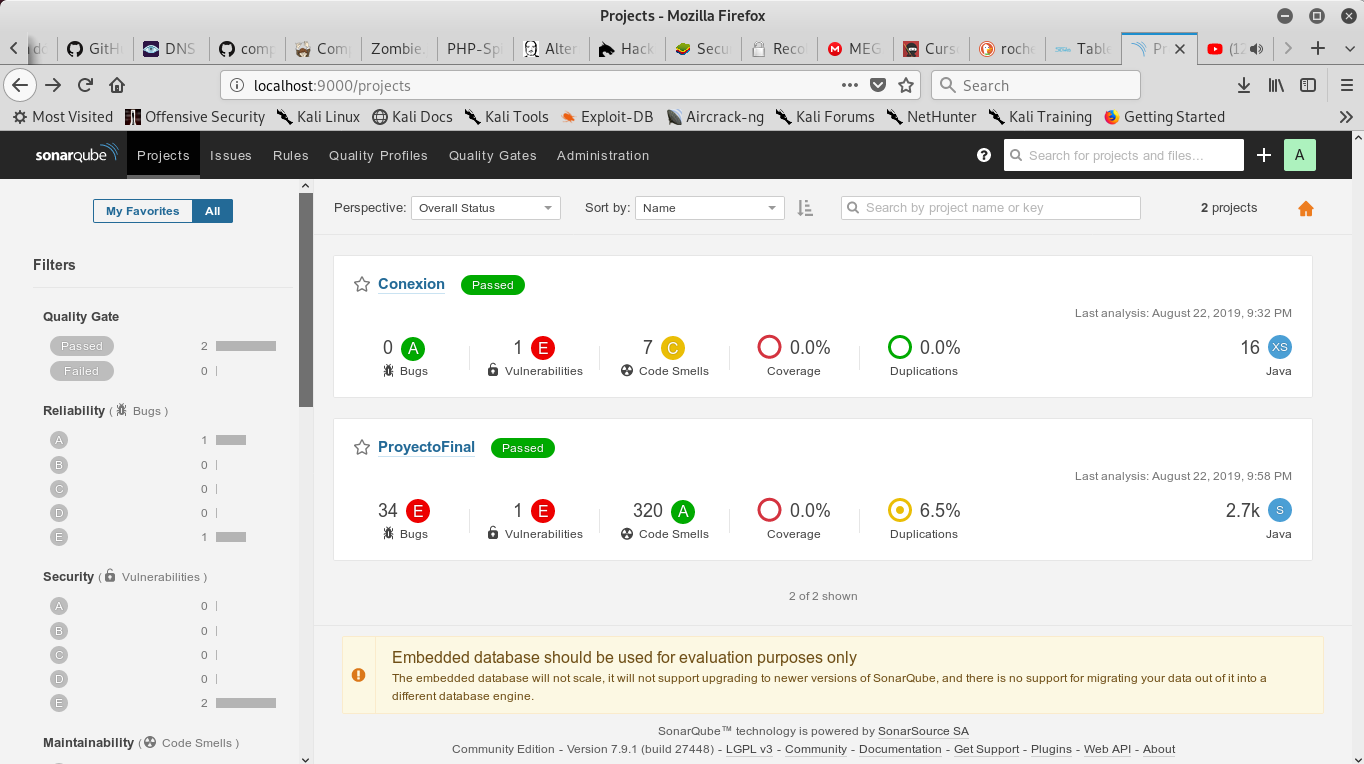 Projects - Mozilla Firefox
GitH DNS comp Com Zombie. PHP-Sp Alter Hack Secu Reco MEG. Curs roche Table Pr (12
localhost:9000/projects
Search
Most Visited Offensive Security Kali Linux Kali Docs Kali Tools Exploit-DB Aircrack-ng Kali Forums NetHunter Kali Training Getting Started
sonarqube Projects Issues Rules Quality Profiles Quality Gates Administration ? Search for projects and files... A
My Favorites All
Perspective: Overall Status Sort by: Name Search by project name or key 2 projects
Filters
Quality Gate
Passed 2
Failed 0
Reliability ( Bugs )
A 1
B 0
C 0
D 0
E 1
Security ( Vulnerabilities )
A 0
B 0
C 0
D 0
E 2
Maintainability ( Code Smells )
Conexion Passed
Last analysis: August 22, 2019, 9:32 PM
0 A 1 E 7 C 0.0% 0.0% 16 XS
Bugs Vulnerabilities Code Smells Coverage Duplications Java
ProyectoFinal Passed
Last analysis: August 22, 2019, 9:58 PM
34 E 1 E 320 A 0.0% 6.5% 2.7k S
Bugs Vulnerabilities Code Smells Coverage Duplications Java
2 of 2 shown
Embedded database should be used for evaluation purposes only
The embedded database will not scale, it will not support upgrading to newer versions of SonarQube, and there is no support for migrating your data out of it into a
different database engine.
SonarQube™ technology is powered by SonarSource SA
Community Edition - Version 7.9.1 (build 27448) - LGPL v3 - Community - Documentation - Get Support - Plugins - Web API - About